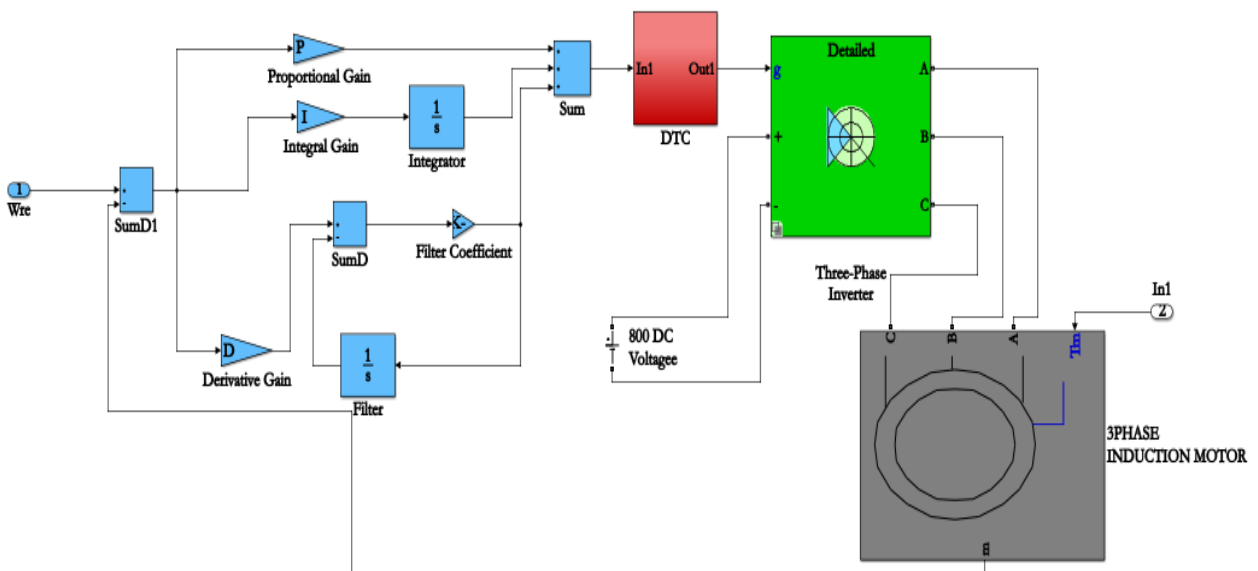 P
Proportional Gain
I
Integral Gain
1
s
Integrator
+
+
+
Sum
In1
Out1
DTC
Detailed
g
+
-
A
B
C
1
Wre
+
-
SumD1
+
-
SumD
K-
Filter Coefficient
D
Derivative Gain
1
s
Filter
+
800 DC
Voltagee
Three-Phase
Inverter
In1
2
C
B
A
Tm
m
3PHASE
INDUCTION MOTOR